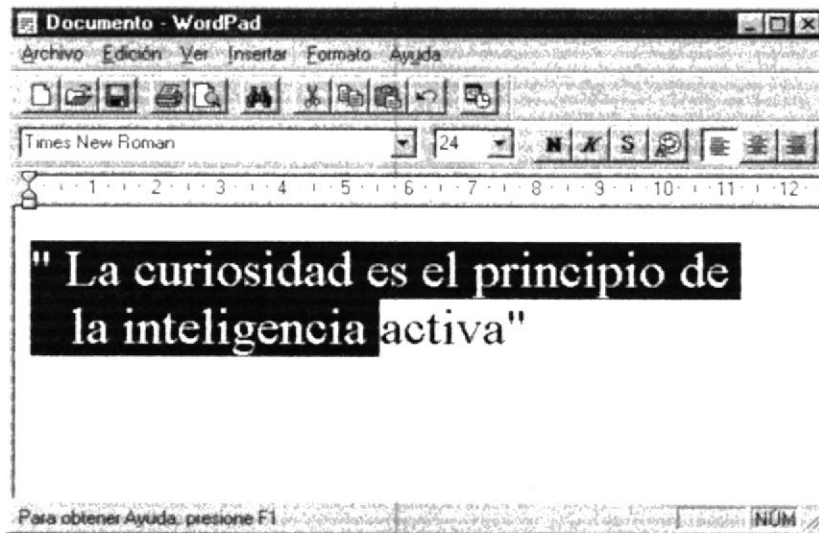 Documento - WordPad
Archivo Edición Ver Insertar Formato Ayuda
Times New Roman 24 N K S
1 2 3 4 5 6 7 8 9 10 11 12
" La curiosidad es el principio de
la inteligencia activa"
Para obtener Ayuda, presione F1 NÚM